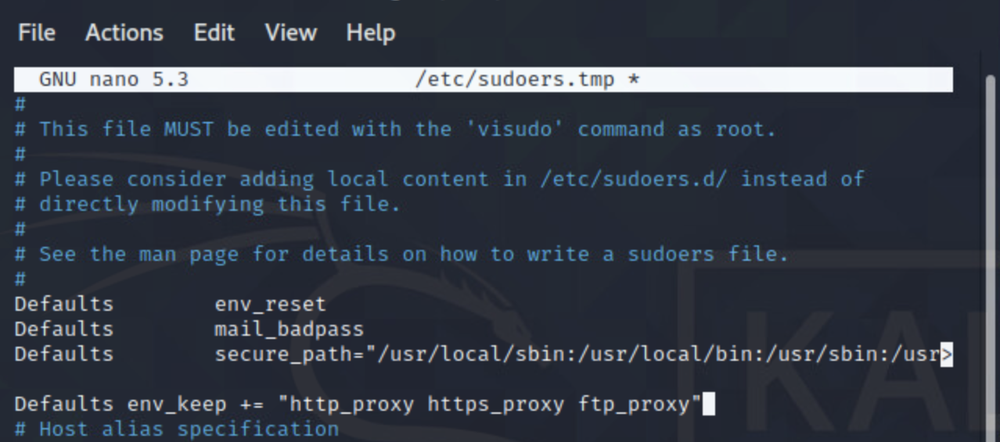 File Actions Edit View Help
GNU nano 5.3 /etc/sudoers.tmp *
#
# This file MUST be edited with the 'visudo' command as root.
#
# Please consider adding local content in /etc/sudoers.d/ instead of
# directly modifying this file.
#
# See the man page for details on how to write a sudoers file.
#
Defaults env_reset
Defaults mail_badpass
Defaults secure_path="/usr/local/sbin:/usr/local/bin:/usr/sbin:/usr>
Defaults env_keep += "http_proxy https_proxy ftp_proxy"
# Host alias specification